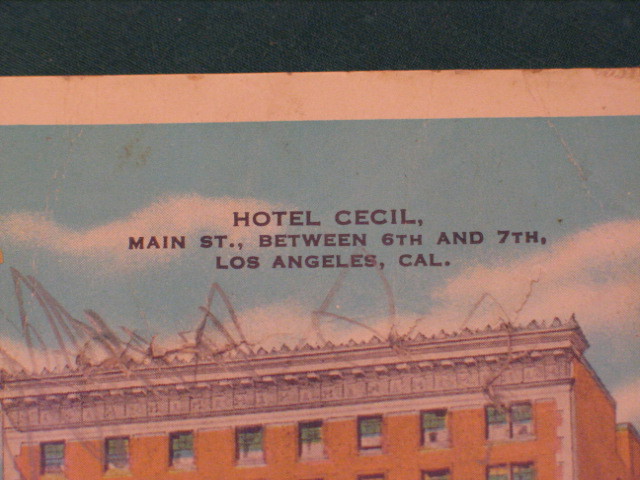 HOTEL CECIL,
MAIN ST., BETWEEN 6TH AND 7TH,
LOS ANGELES, CAL.